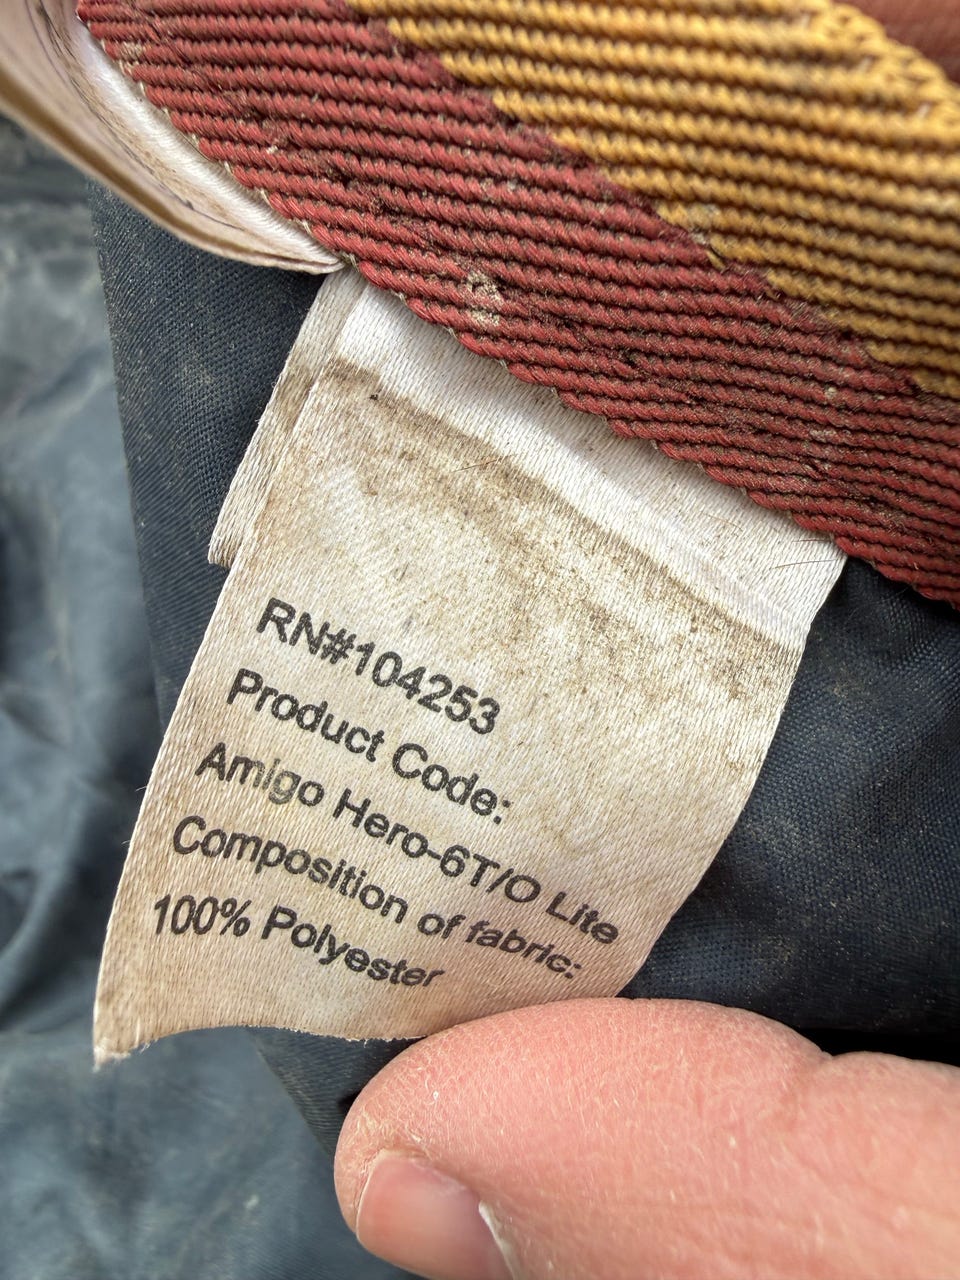 RN#104253
Product Code:
Amigo Hero-6T/O Lite
Composition of fabric:
100% Polyester